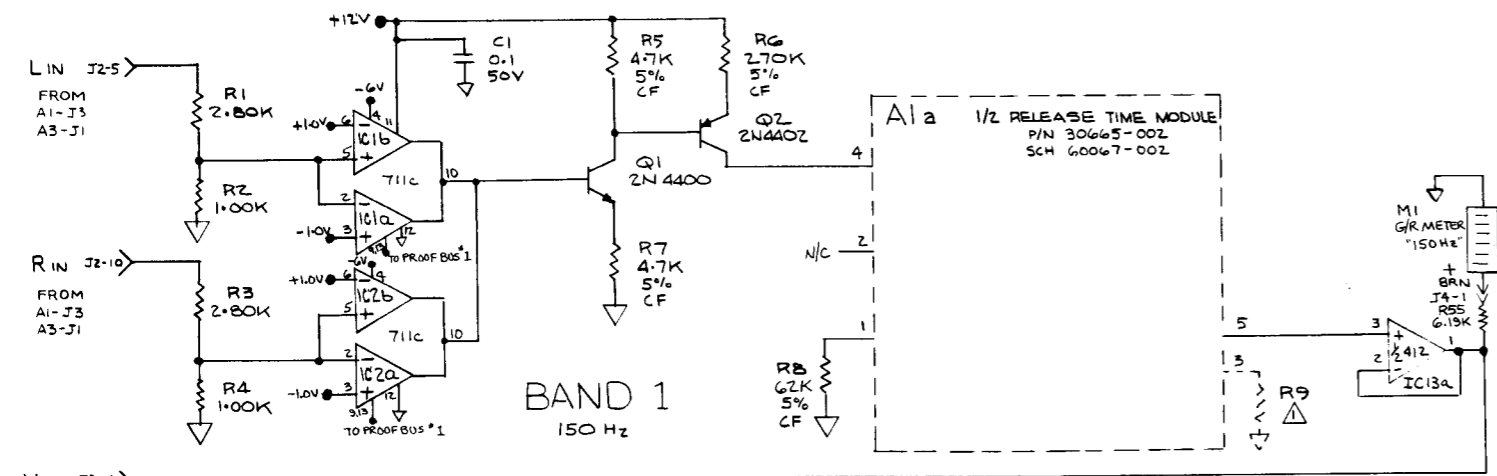 +12V
C1
0.1
50V
R5
4.7K
5%
CF
R6
270K
5%
CF
L IN J2-5
FROM
A1-J3
A3-J1
R1
2.80K
-6V
4
11
+1.0V
6
IC1b
5
711c
10
R2
1.00K
2
IC1a
-1.0V
3
12
9,13
TO PROOF BUS #1
Q1
2N4400
Q2
2N4402
4
A1a
1/2 RELEASE TIME MODULE
P/N 30665-002
SCH 60067-002
N/C
2
R7
4.7K
5%
CF
R IN J2-10
FROM
A1-J3
A3-J1
R3
2.80K
-6V
4
+1.0V
6
IC2b
5
711c
10
R4
1.00K
2
IC2a
-1.0V
3
12
9,13
TO PROOF BUS #1
BAND 1
150 Hz
1
R8
62K
5%
CF
5
3
R9
1
3
2
1/2 412
1
IC13a
M1
G/R METER
"150Hz"
+
BRN
J4-1
R55
6.19K